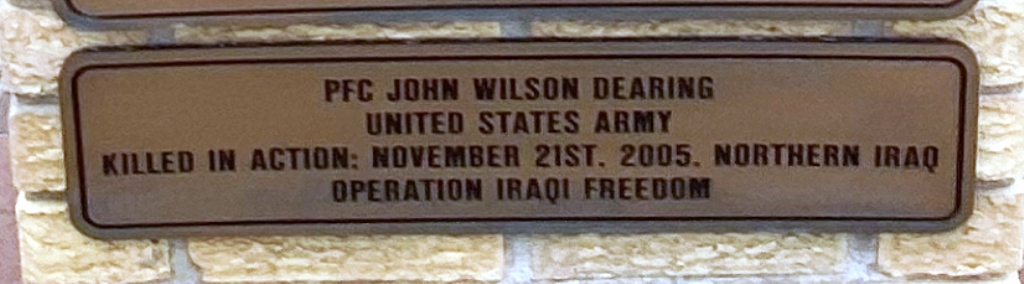 PFC JOHN WILSON DEARING
UNITED STATES ARMY
KILLED IN ACTION: NOVEMBER 21ST, 2005, NORTHERN IRAQ
OPERATION IRAQI FREEDOM